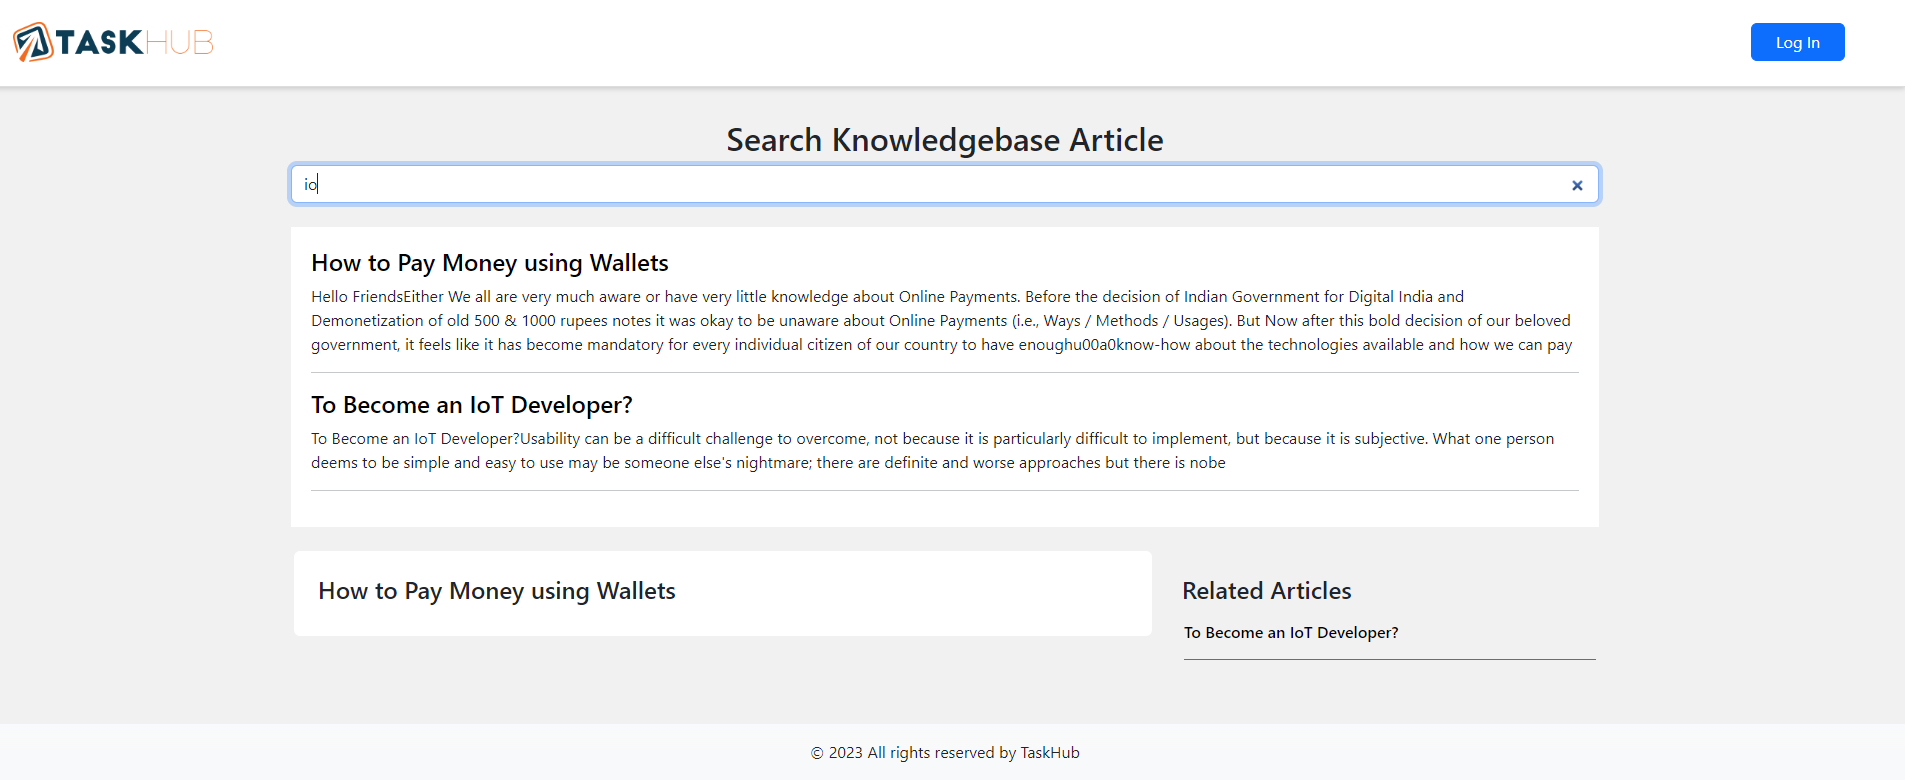 TASKHUB
Log In
Search Knowledgebase Article
io
How to Pay Money using Wallets
Hello FriendsEither We all are very much aware or have very little knowledge about Online Payments. Before the decision of Indian Government for Digital India and
Demonetization of old 500 & 1000 rupees notes it was okay to be unaware about Online Payments (i.e., Ways / Methods / Usages). But Now after this bold decision of our beloved
government, it feels like it has become mandatory for every individual citizen of our country to have enoughu00a0know-how about the technologies available and how we can pay
To Become an IoT Developer?
To Become an IoT Developer?Usability can be a difficult challenge to overcome, not because it is particularly difficult to implement, but because it is subjective. What one person
deems to be simple and easy to use may be someone else's nightmare; there are definite and worse approaches but there is nobe
How to Pay Money using Wallets
Related Articles
To Become an IoT Developer?
© 2023 All rights reserved by TaskHub